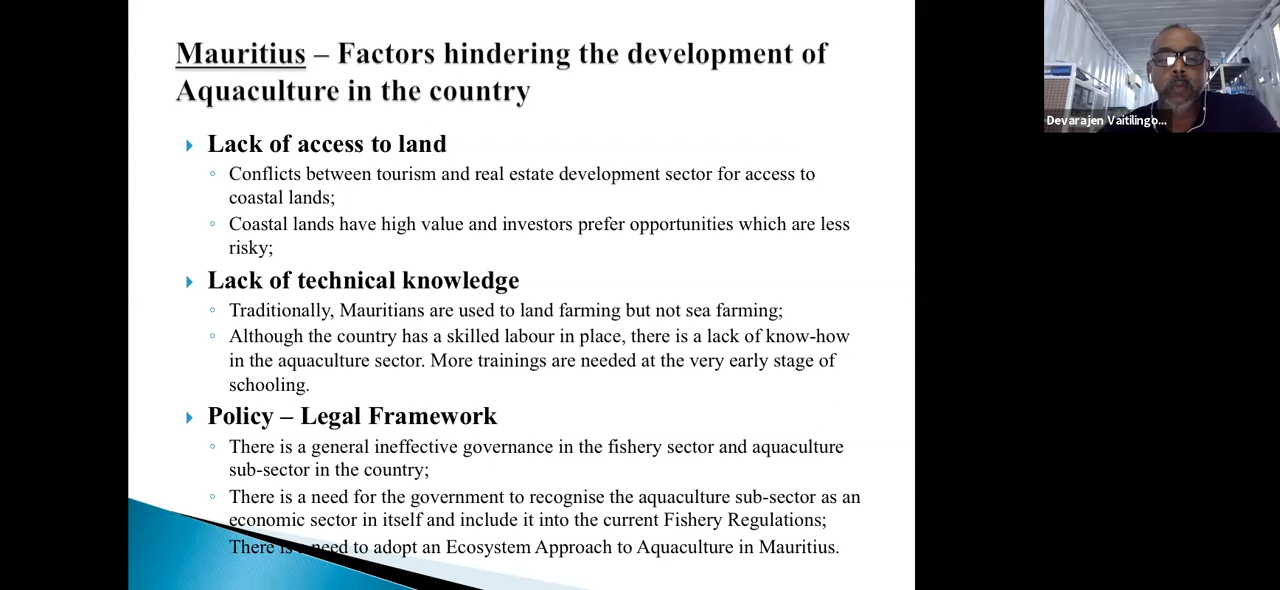 Mauritius – Factors hindering the development of
Aquaculture in the country
Lack of access to land
Conflicts between tourism and real estate development sector for access to
coastal lands;
Coastal lands have high value and investors prefer opportunities which are less
risky;
Lack of technical knowledge
Traditionally, Mauritians are used to land farming but not sea farming;
Although the country has a skilled labour in place, there is a lack of know-how
in the aquaculture sector. More trainings are needed at the very early stage of
schooling.
Policy – Legal Framework
There is a general ineffective governance in the fishery sector and aquaculture
sub-sector in the country;
There is a need for the government to recognise the aquaculture sub-sector as an
economic sector in itself and include it into the current Fishery Regulations;
There is a need to adopt an Ecosystem Approach to Aquaculture in Mauritius.
Devarajen Vaitilingo...